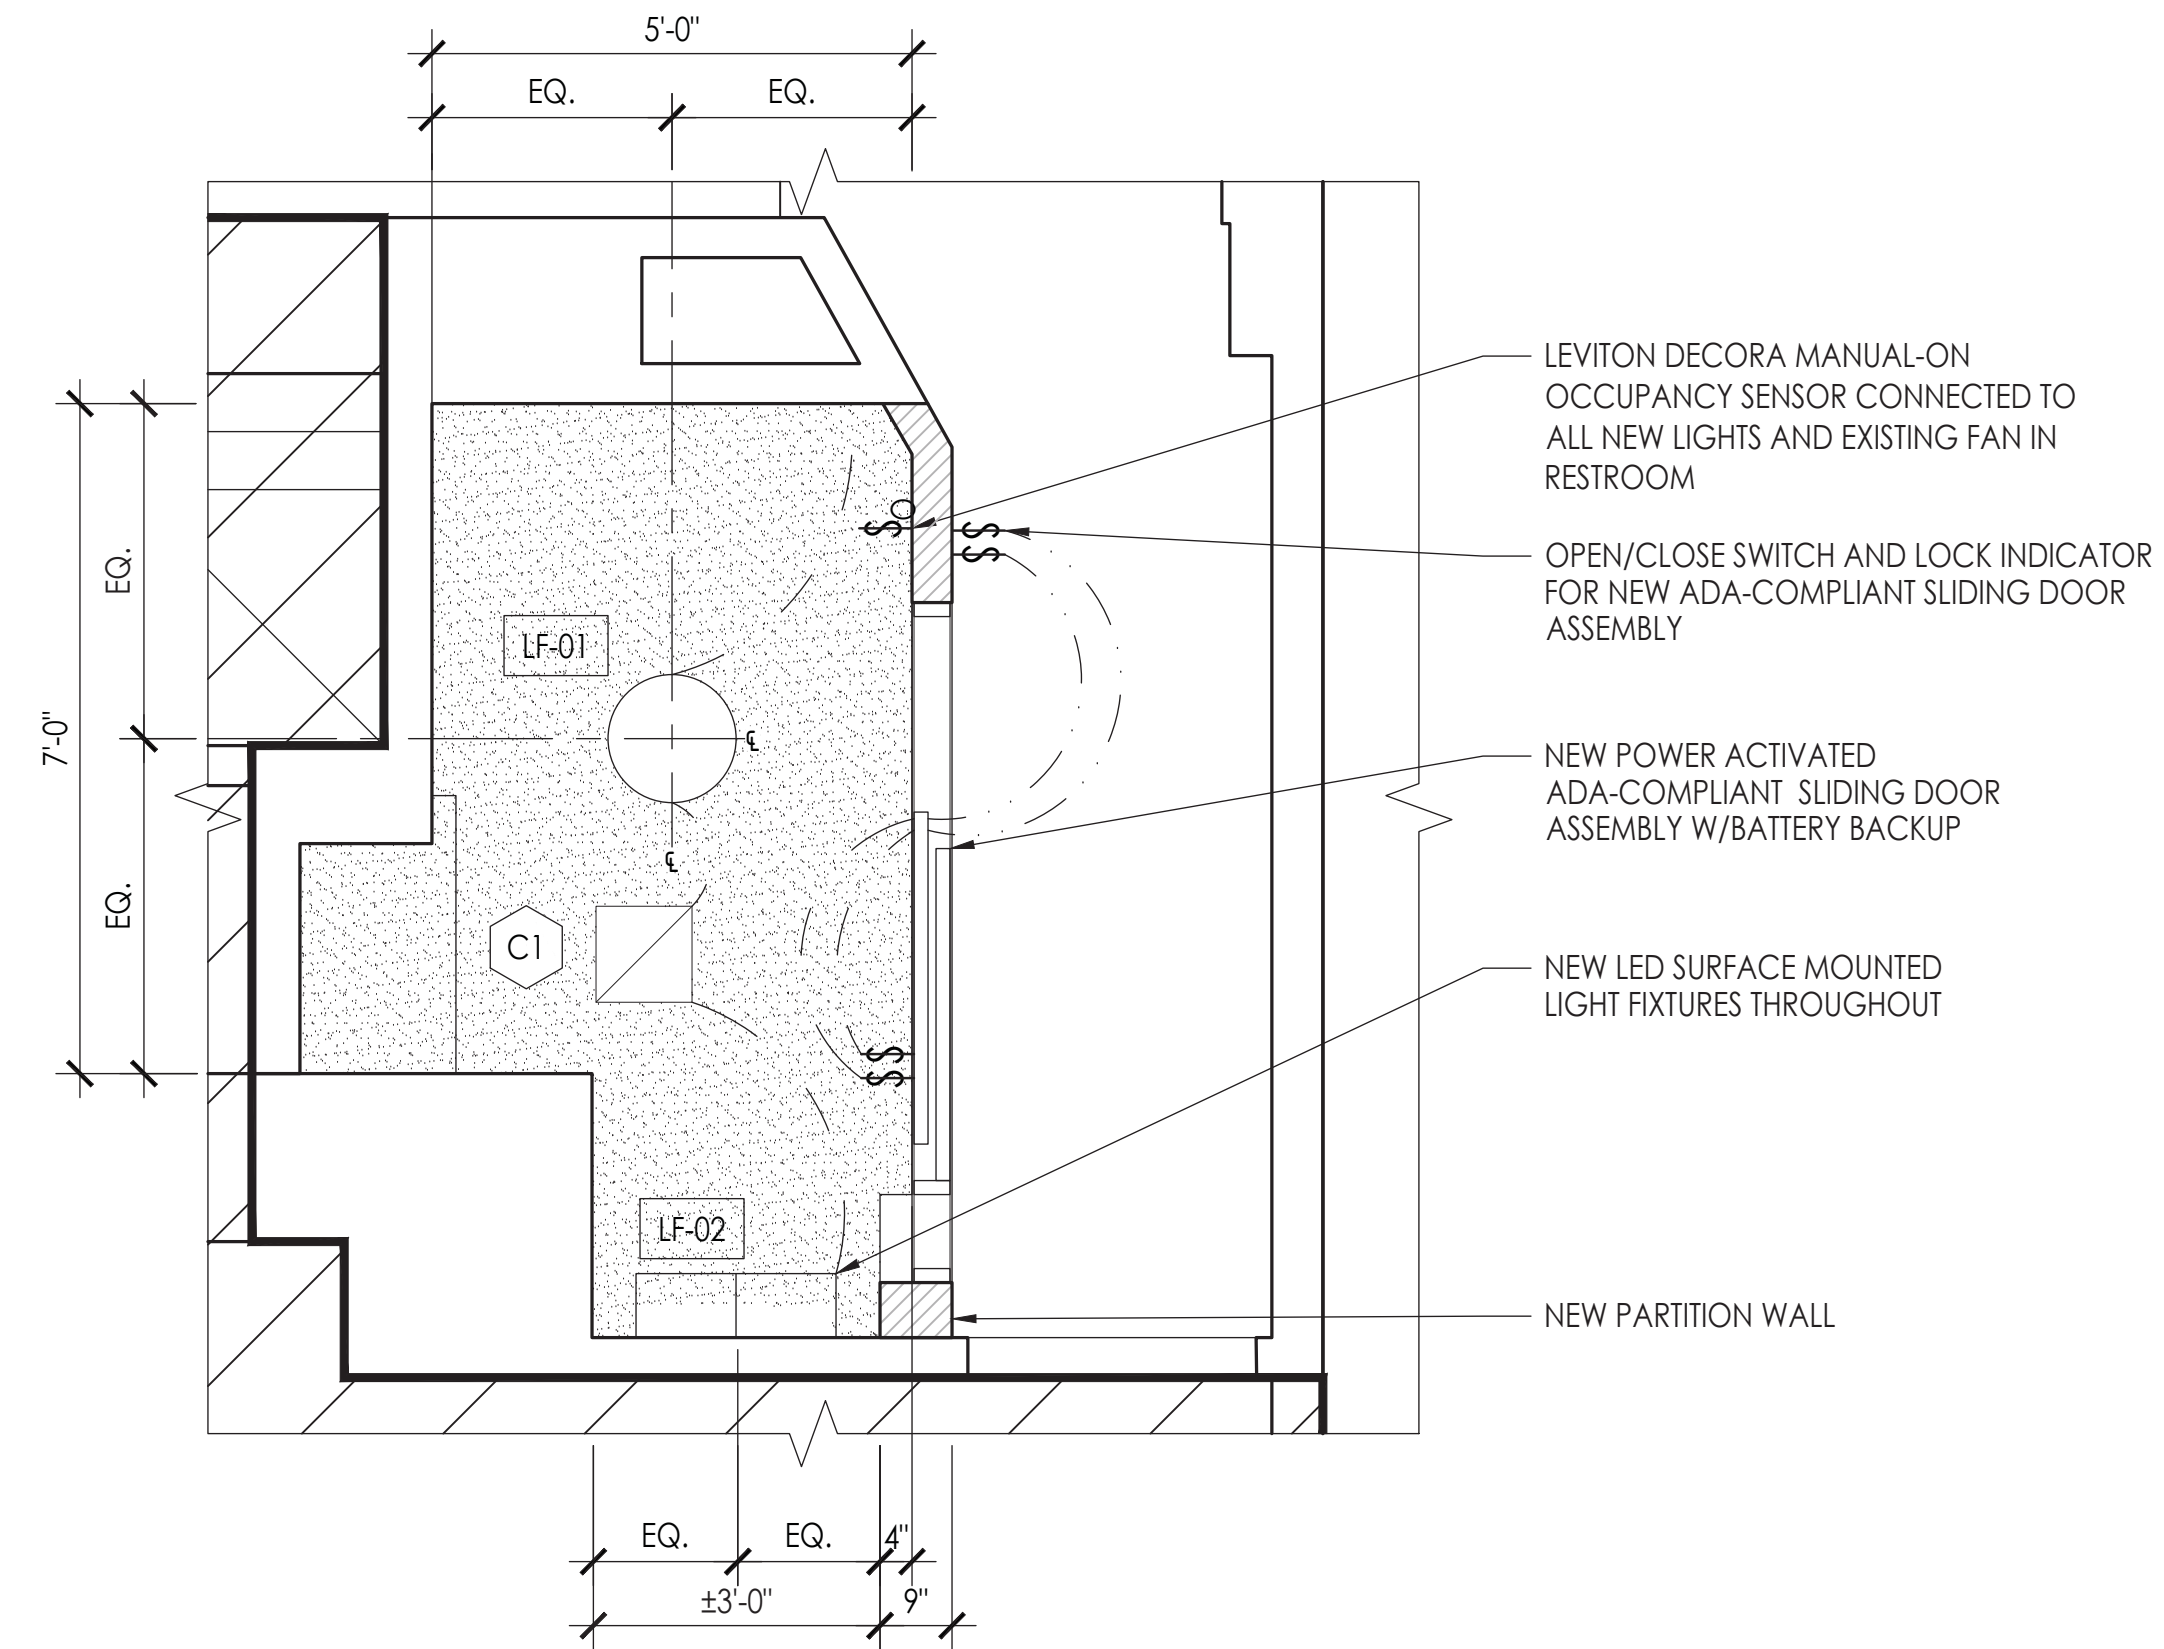 5'-0"
EQ.
EQ.
LEVITON DECORA MANUAL-ON
OCCUPANCY SENSOR CONNECTED TO
ALL NEW LIGHTS AND EXISTING FAN IN
RESTROOM
$O
$
$
OPEN/CLOSE SWITCH AND LOCK INDICATOR
FOR NEW ADA-COMPLIANT SLIDING DOOR
ASSEMBLY
EQ.
LF-01
7'-0"
℄
℄
NEW POWER ACTIVATED
ADA-COMPLIANT  SLIDING DOOR
ASSEMBLY W/BATTERY BACKUP
EQ.
C1
NEW LED SURFACE MOUNTED
LIGHT FIXTURES THROUGHOUT
$
$
LF-02
NEW PARTITION WALL
EQ.
EQ.
4"
±3'-0"
9"